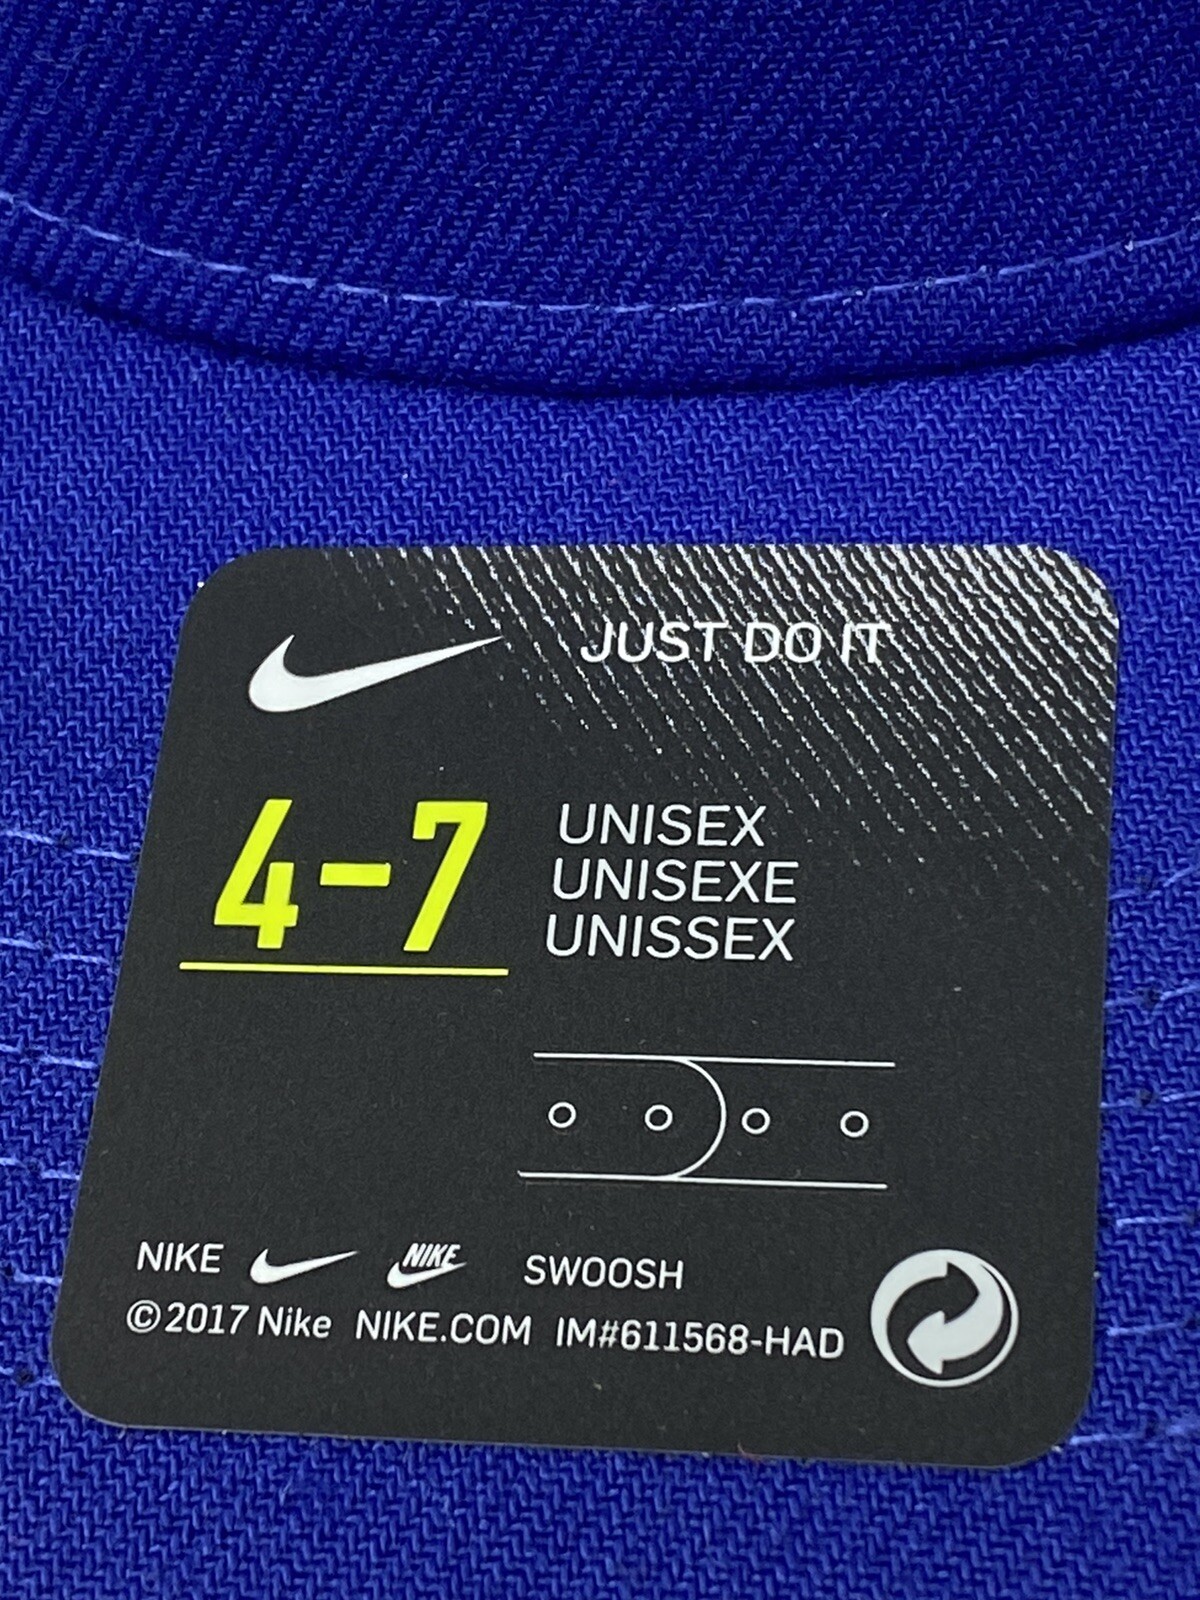 JUST DO IT
4-7
UNISEX
UNISEXE
UNISSEX
NIKE NIKE SWOOSH
©2017 Nike NIKE.COM IM#611568-HAD